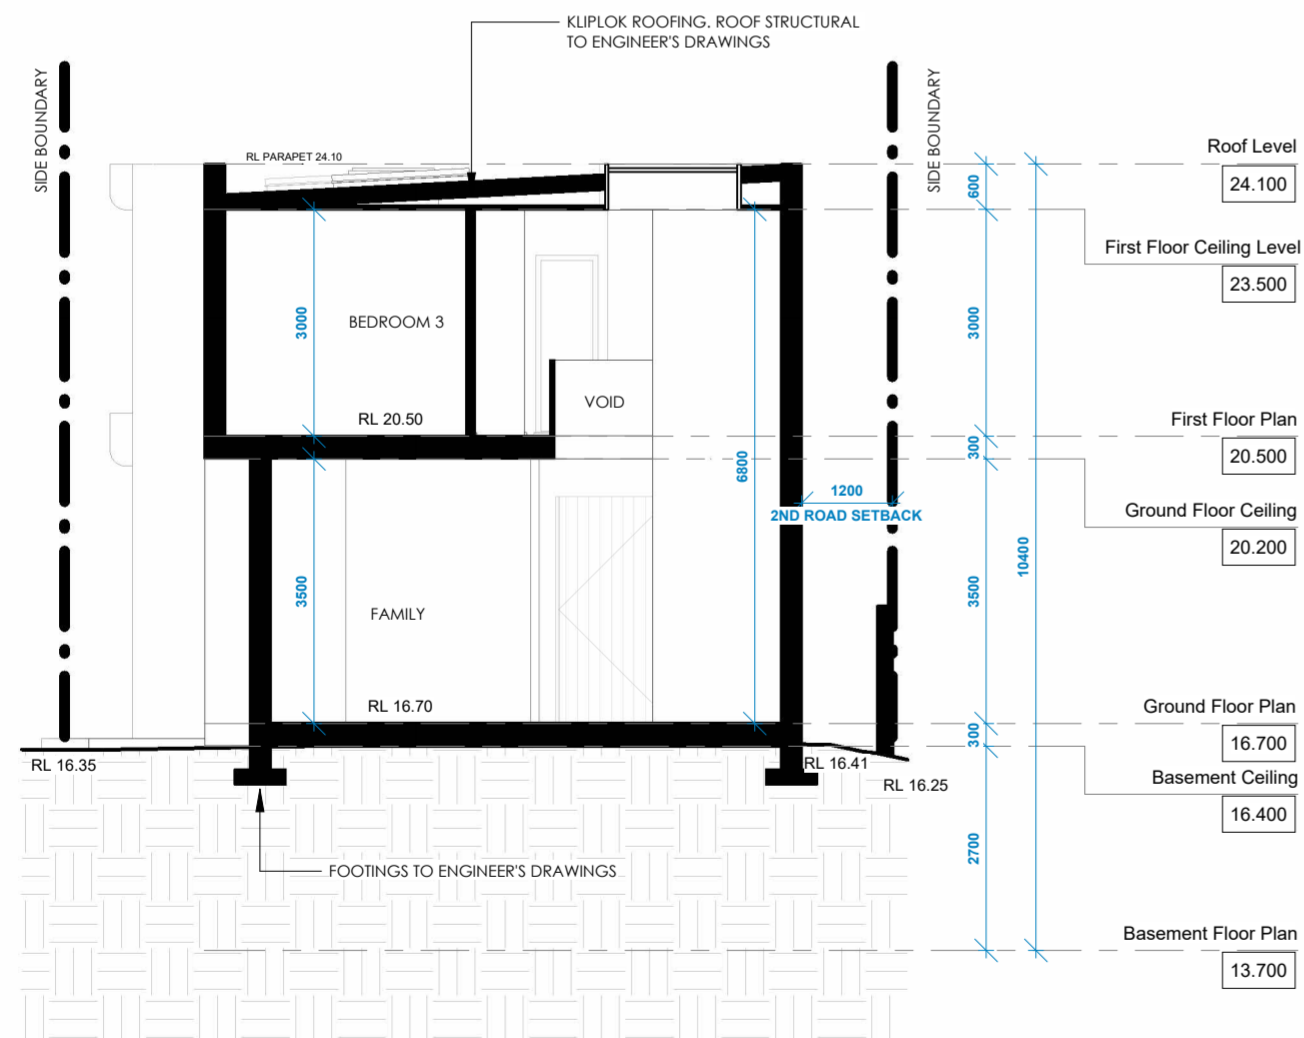 KLIPLOK ROOFING. ROOF STRUCTURAL
TO ENGINEER'S DRAWINGS
SIDE BOUNDARY
SIDE BOUNDARY
RL PARAPET 24.10
Roof Level
24.100
600
First Floor Ceiling Level
23.500
3000
BEDROOM 3
3000
VOID
RL 20.50
First Floor Plan
20.500
300
6800
1200
2ND ROAD SETBACK
Ground Floor Ceiling
20.200
10400
3500
FAMILY
3500
RL 16.70
Ground Floor Plan
16.700
300
RL 16.35
RL 16.41
RL 16.25
Basement Ceiling
16.400
2700
FOOTINGS TO ENGINEER'S DRAWINGS
Basement Floor Plan
13.700